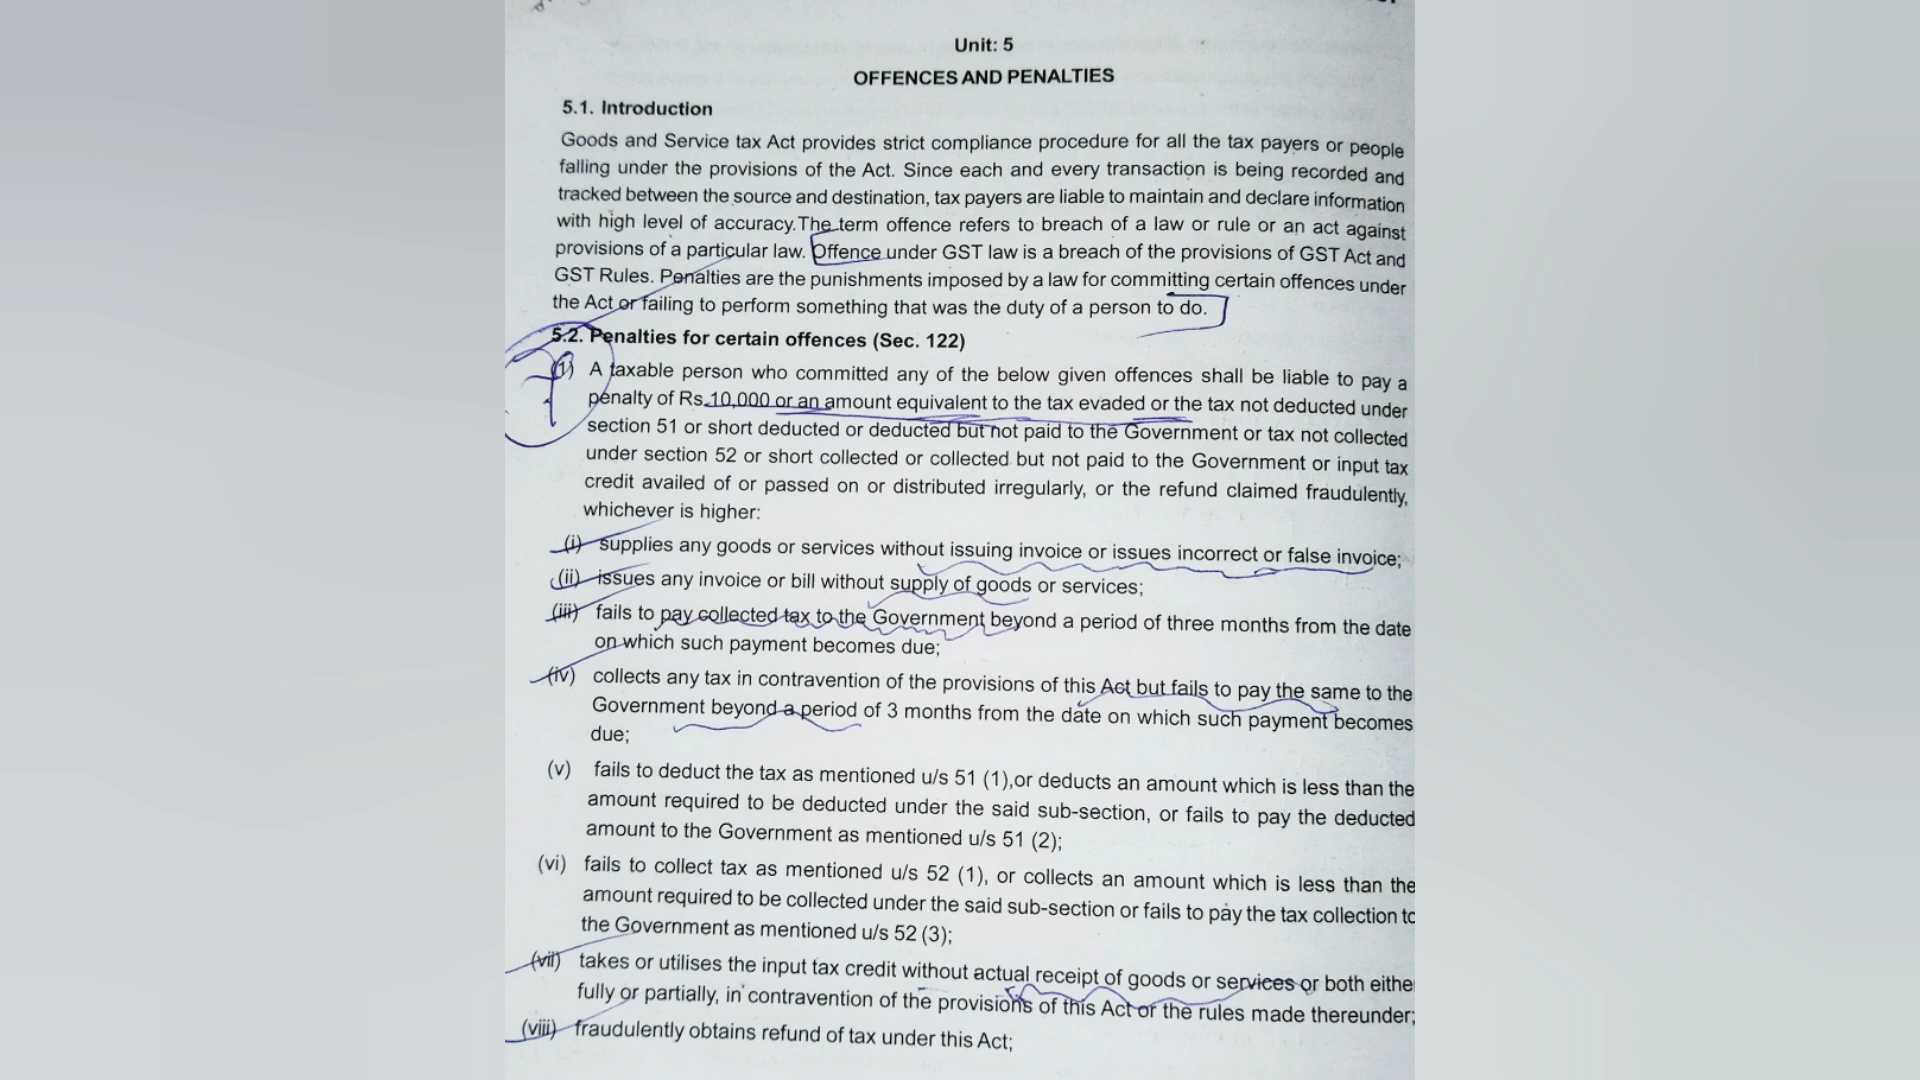 Unit: 5
OFFENCES AND PENALTIES
5.1. Introduction
Goods and Service tax Act provides strict compliance procedure for all the tax payers or people
falling under the provisions of the Act. Since each and every transaction is being recorded and
tracked between the source and destination, tax payers are liable to maintain and declare information
with high level of accuracy.The term offence refers to breach of a law or rule or an act against
provisions of a particular law. Offence under GST law is a breach of the provisions of GST Act and
GST Rules. Penalties are the punishments imposed by a law for committing certain offences under
the Act or failing to perform something that was the duty of a person to do.
5.2. Penalties for certain offences (Sec. 122)
(1) A taxable person who committed any of the below given offences shall be liable to pay a
penalty of Rs.10,000 or an amount equivalent to the tax evaded or the tax not deducted under
section 51 or short deducted or deducted but not paid to the Government or tax not collected
under section 52 or short collected or collected but not paid to the Government or input tax
credit availed of or passed on or distributed irregularly, or the refund claimed fraudulently,
whichever is higher:
(i) supplies any goods or services without issuing invoice or issues incorrect or false invoice;
(ii) issues any invoice or bill without supply of goods or services;
(iii) fails to pay collected tax to the Government beyond a period of three months from the date
on which such payment becomes due;
(iv) collects any tax in contravention of the provisions of this Act but fails to pay the same to the
Government beyond a period of 3 months from the date on which such payment becomes
due;
(v) fails to deduct the tax as mentioned u/s 51 (1),or deducts an amount which is less than the
amount required to be deducted under the said sub-section, or fails to pay the deducted
amount to the Government as mentioned u/s 51 (2);
(vi) fails to collect tax as mentioned u/s 52 (1), or collects an amount which is less than the
amount required to be collected under the said sub-section or fails to pay the tax collection to
the Government as mentioned u/s 52 (3);
(vii) takes or utilises the input tax credit without actual receipt of goods or services or both eithe
fully or partially, in contravention of the provisions of this Act or the rules made thereunder;
(viii) fraudulently obtains refund of tax under this Act;